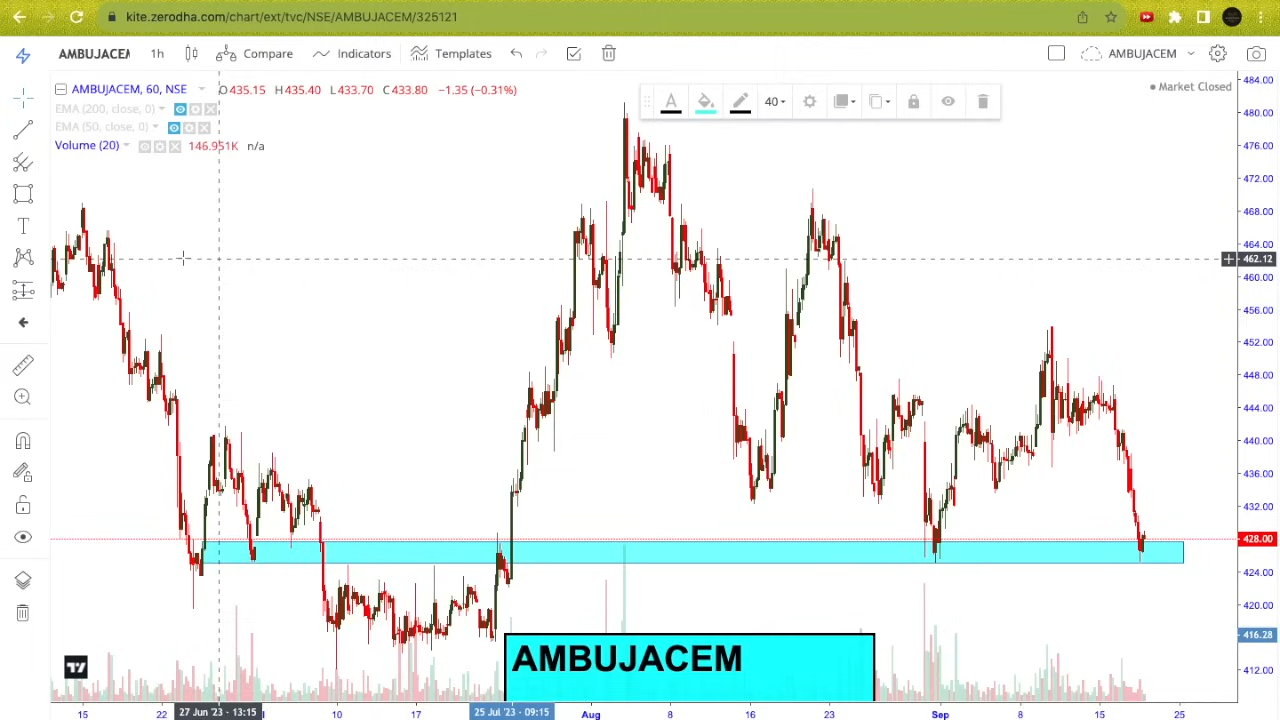 kite.zerodha.com/chart/ext/tvc/NSE/AMBUJACEM/325121
AMBUJACEM 1h Compare Indicators Templates AMBUJACEM
AMBUJACEM, 60, NSE O 435.15 H 435.40 L 433.70 C 433.80 −1.35 (−0.31%)
Market Closed
EMA (200, close, 0)
EMA (50, close, 0)
Volume (20) 146.951K n/a
A 40
484.00
480.00
476.00
472.00
468.00
464.00
462.12
460.00
456.00
452.00
448.00
444.00
440.00
436.00
432.00
428.00
424.00
420.00
416.28
412.00
AMBUJACEM
15 22 27 Jun '23 - 13:15 10 17 25 Jul '23 - 09:15 Aug 8 16 23 Sep 8 15 25